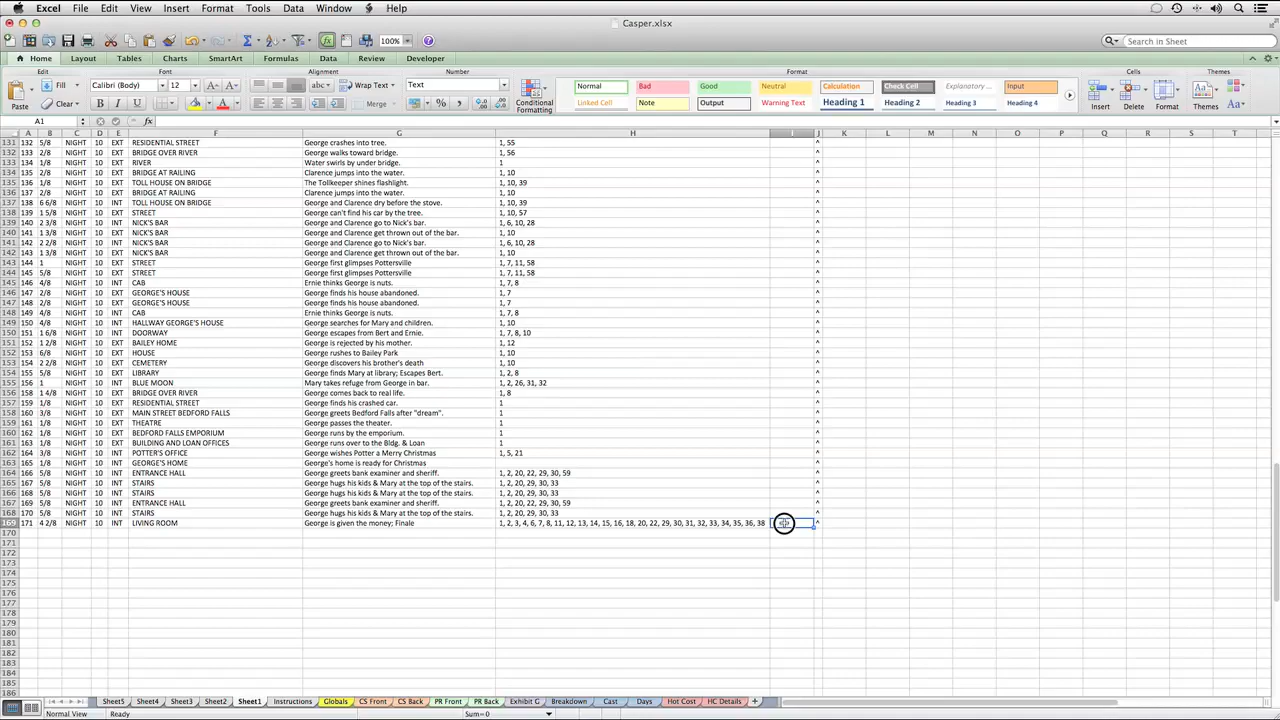 Excel File Edit View Insert Format Tools Data Window Help
Casper.xlsx
100% Search in Sheet
Home Layout Tables Charts SmartArt Formulas Data Review Developer
Edit Font Alignment Number Format Cells Themes
Paste Fill Calibri (Body) 12 abc Wrap Text Text Conditional Formatting Normal Bad Good Neutral Calculation Check Cell Explanatory ... Input Insert Delete Format Themes Aa
Clear B I U A Merge % Linked Cell Note Output Warning Text Heading 1 Heading 2 Heading 3 Heading 4
A1 fx
A B C D E F G H I J K L M N O P Q R S T
131 132 5/8 NIGHT 10 EXT RESIDENTIAL STREET George crashes into tree. 1, 55 ^
132 133 2/8 NIGHT 10 EXT BRIDGE OVER RIVER George walks toward bridge. 1, 56 ^
133 134 1/8 NIGHT 10 EXT RIVER Water swirls by under bridge. 1 ^
134 135 2/8 NIGHT 10 EXT BRIDGE AT RAILING Clarence jumps into the water. 1, 10 ^
135 136 1/8 NIGHT 10 EXT TOLL HOUSE ON BRIDGE The Tollkeeper shines flashlight. 1, 10, 39 ^
136 137 2/8 NIGHT 10 EXT BRIDGE AT RAILING Clarence jumps into the water. 1, 10 ^
137 138 6 6/8 NIGHT 10 INT TOLL HOUSE ON BRIDGE George and Clarence dry before the stove. 1, 10, 39 ^
138 139 1 5/8 NIGHT 10 EXT STREET George can't find his car by the tree. 1, 10, 57 ^
139 140 2 3/8 NIGHT 10 INT NICK'S BAR George and Clarence go to Nick's bar. 1, 6, 10, 28 ^
140 141 1 3/8 NIGHT 10 EXT NICK'S BAR George and Clarence get thrown out of the bar. 1, 10 ^
141 142 2 2/8 NIGHT 10 INT NICK'S BAR George and Clarence go to Nick's bar. 1, 6, 10, 28 ^
142 143 1 3/8 NIGHT 10 EXT NICK'S BAR George and Clarence get thrown out of the bar. 1, 10 ^
143 144 1 NIGHT 10 EXT STREET George first glimpses Pottersville 1, 7, 11, 58 ^
144 145 5/8 NIGHT 10 EXT STREET George first glimpses Pottersville 1, 7, 11, 58 ^
145 146 4/8 NIGHT 10 INT CAB Ernie thinks George is nuts. 1, 7, 8 ^
146 147 2/8 NIGHT 10 EXT GEORGE'S HOUSE George finds his house abandoned. 1, 7 ^
147 148 2/8 NIGHT 10 EXT GEORGE'S HOUSE George finds his house abandoned. 1, 7 ^
148 149 4/8 NIGHT 10 INT CAB Ernie thinks George is nuts. 1, 7, 8 ^
149 150 4/8 NIGHT 10 INT HALLWAY GEORGE'S HOUSE George searches for Mary and children. 1, 10 ^
150 151 1 6/8 NIGHT 10 INT DOORWAY George escapes from Bert and Ernie. 1, 7, 8, 10 ^
151 152 1 2/8 NIGHT 10 EXT BAILEY HOME George is rejected by his mother. 1, 12 ^
152 153 6/8 NIGHT 10 EXT HOUSE George rushes to Bailey Park 1, 10 ^
153 154 2 2/8 NIGHT 10 EXT CEMETERY George discovers his brother's death 1, 10 ^
154 155 5/8 NIGHT 10 EXT LIBRARY George finds Mary at library; Escapes Bert. 1, 2, 8 ^
155 156 1 NIGHT 10 INT BLUE MOON Mary takes refuge from George in bar. 1, 2, 26, 31, 32 ^
156 158 1 4/8 NIGHT 10 EXT BRIDGE OVER RIVER George comes back to real life. 1, 8 ^
157 159 1/8 NIGHT 10 EXT RESIDENTIAL STREET George finds his crashed car. 1 ^
158 160 3/8 NIGHT 10 EXT MAIN STREET BEDFORD FALLS George greets Bedford Falls after "dream". 1 ^
159 161 1/8 NIGHT 10 EXT THEATRE George passes the theater. 1 ^
160 162 1/8 NIGHT 10 EXT BEDFORD FALLS EMPORIUM George runs by the emporium. 1 ^
161 163 1/8 NIGHT 10 EXT BUILDING AND LOAN OFFICES George runs over to the Bldg. & Loan 1 ^
162 164 3/8 NIGHT 10 INT POTTER'S OFFICE George wishes Potter a Merry Christmas 1, 5, 21 ^
163 165 1/8 NIGHT 10 INT GEORGE'S HOME George's home is ready for Christmas ^
164 166 5/8 NIGHT 10 INT ENTRANCE HALL George greets bank examiner and sheriff. 1, 2, 20, 22, 29, 30, 59 ^
165 167 5/8 NIGHT 10 INT STAIRS George hugs his kids & Mary at the top of the stairs. 1, 2, 20, 29, 30, 33 ^
166 168 5/8 NIGHT 10 INT STAIRS George hugs his kids & Mary at the top of the stairs. 1, 2, 20, 29, 30, 33 ^
167 169 5/8 NIGHT 10 INT ENTRANCE HALL George greets bank examiner and sheriff. 1, 2, 20, 22, 29, 30, 59 ^
168 170 5/8 NIGHT 10 INT STAIRS George hugs his kids & Mary at the top of the stairs. 1, 2, 20, 29, 30, 33 ^
169 171 4 2/8 NIGHT 10 INT LIVING ROOM George is given the money; Finale 1, 2, 3, 4, 6, 7, 8, 11, 12, 13, 14, 15, 16, 18, 20, 22, 29, 30, 31, 32, 33, 34, 35, 36, 38 ^
170
171
172
173
174
175
176
177
178
179
180
181
182
183
184
185
186
Sheet5 Sheet4 Sheet3 Sheet2 Sheet1 Instructions Globals CS Front CS Back PR Front PR Back Exhibit G Breakdown Cast Days Hot Cost HC Details +
Normal View Ready Sum=0